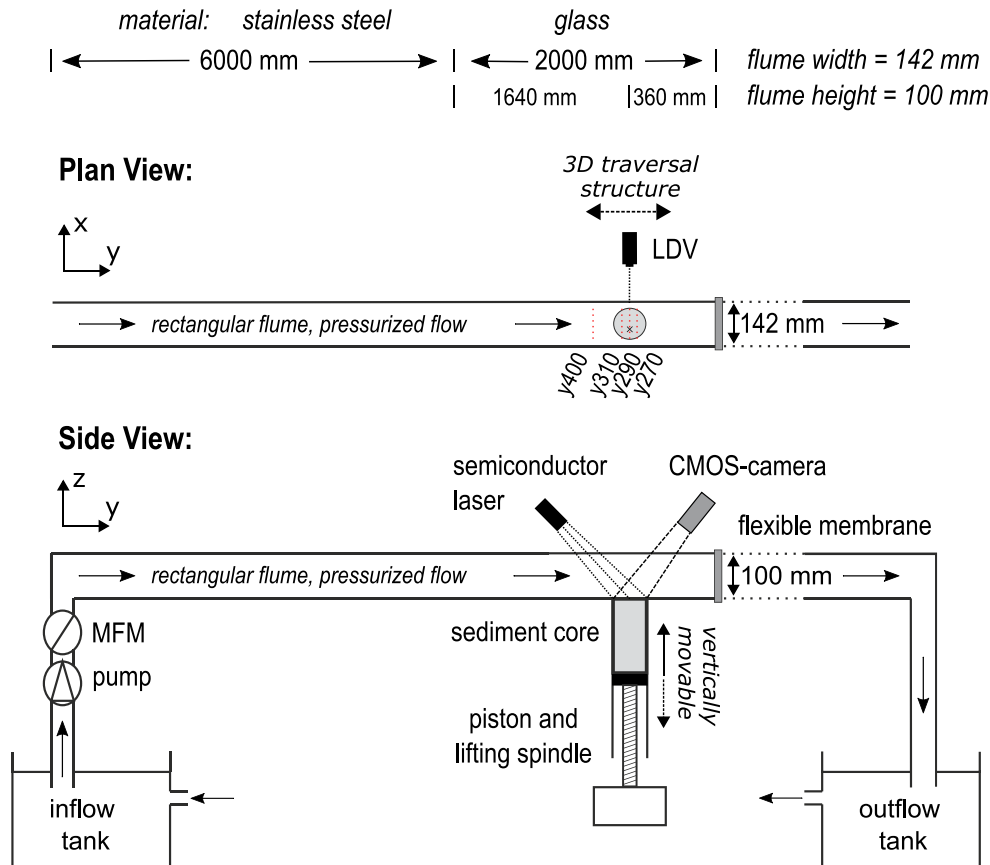 material: stainless steel glass
6000 mm 2000 mm flume width = 142 mm
1640 mm 360 mm flume height = 100 mm
Plan View:
3D traversal
structure
x
y
LDV
rectangular flume, pressurized flow
142 mm
x
y400 y310 y290 y270
Side View:
z
y
semiconductor
laser
CMOS-camera
flexible membrane
rectangular flume, pressurized flow
100 mm
MFM
sediment core
pump
vertically
movable
piston and
lifting spindle
inflow
tank
outflow
tank